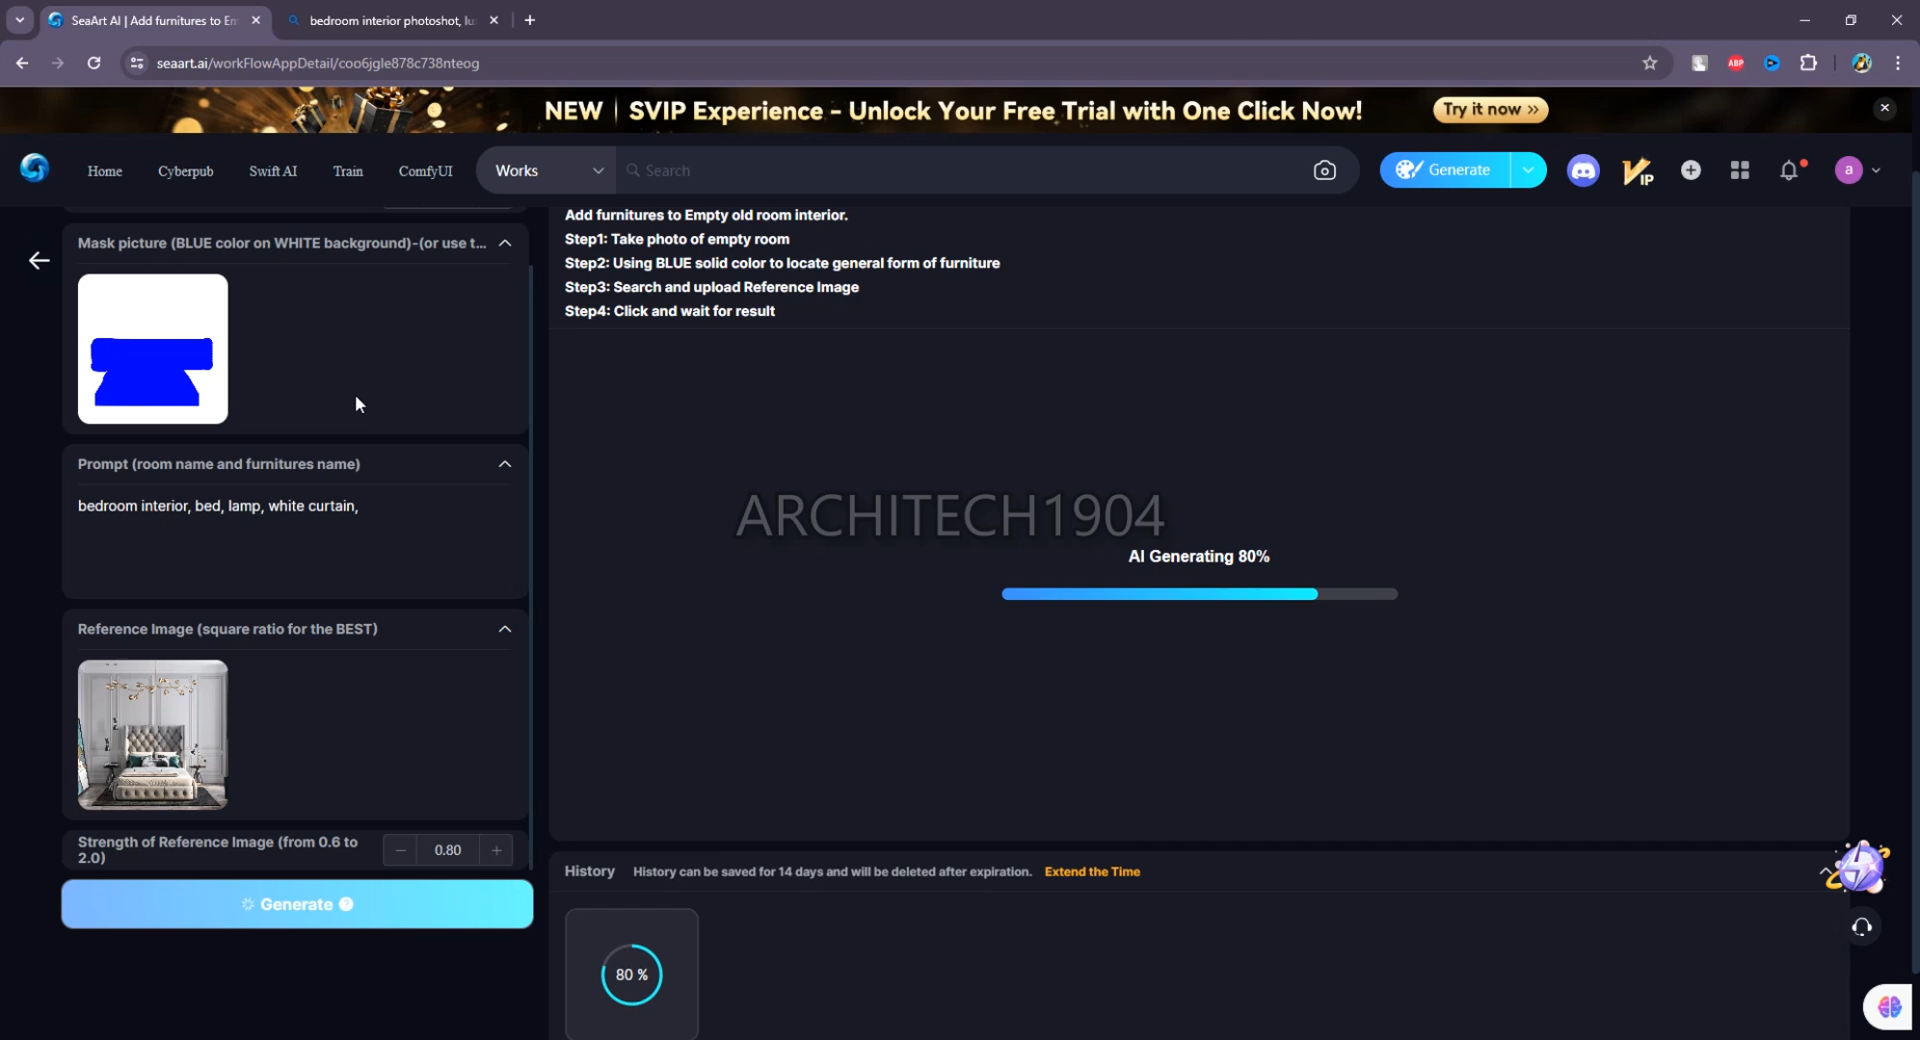 SeaArt AI | Add furnitures to Em
bedroom interior photoshot, lu
seaart.ai/workFlowAppDetail/coo6jgle878c738nteog
ABP
NEW | SVIP Experience - Unlock Your Free Trial with One Click Now!
Try it now »
Home
Cyberpub
Swift AI
Train
ComfyUI
Works
Search
Generate
VIP
a
Mask picture (BLUE color on WHITE background)-(or use t...
Prompt (room name and furnitures name)
bedroom interior, bed, lamp, white curtain,
Reference Image (square ratio for the BEST)
Strength of Reference Image (from 0.6 to
2.0)
0.80
Generate
Add furnitures to Empty old room interior.
Step1: Take photo of empty room
Step2: Using BLUE solid color to locate general form of furniture
Step3: Search and upload Reference Image
Step4: Click and wait for result
ARCHITECH1904
AI Generating 80%
History
History can be saved for 14 days and will be deleted after expiration.
Extend the Time
80 %